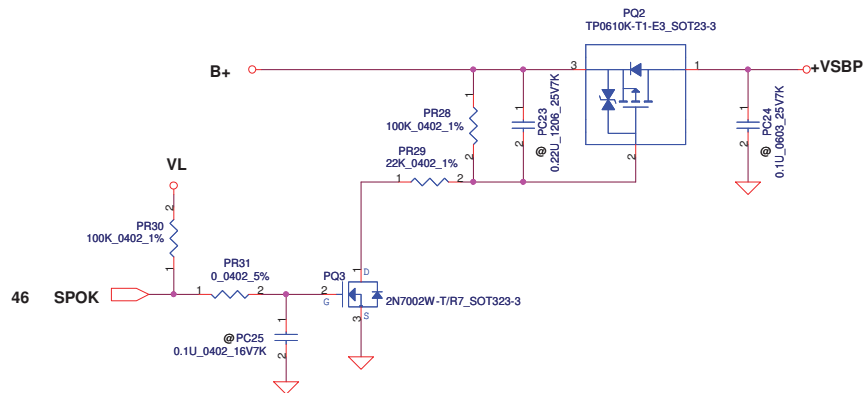 PQ2
TP0610K-T1-E3_SOT23-3
B+
3
1
+VSBP
1
PR28
100K_0402_1%
2
1
2
@ PC23
0.22U_1206_25V7K
1
2
@ PC24
0.1U_0603_25V7K
PR29
22K_0402_1%
1
2
2
VL
2
PR30
100K_0402_1%
1
PR31
0_0402_5%
46 SPOK
1
2
PQ3
2
G
1
D
S
3
2N7002W-T/R7_SOT323-3
1
@ PC25
0.1U_0402_16V7K
2